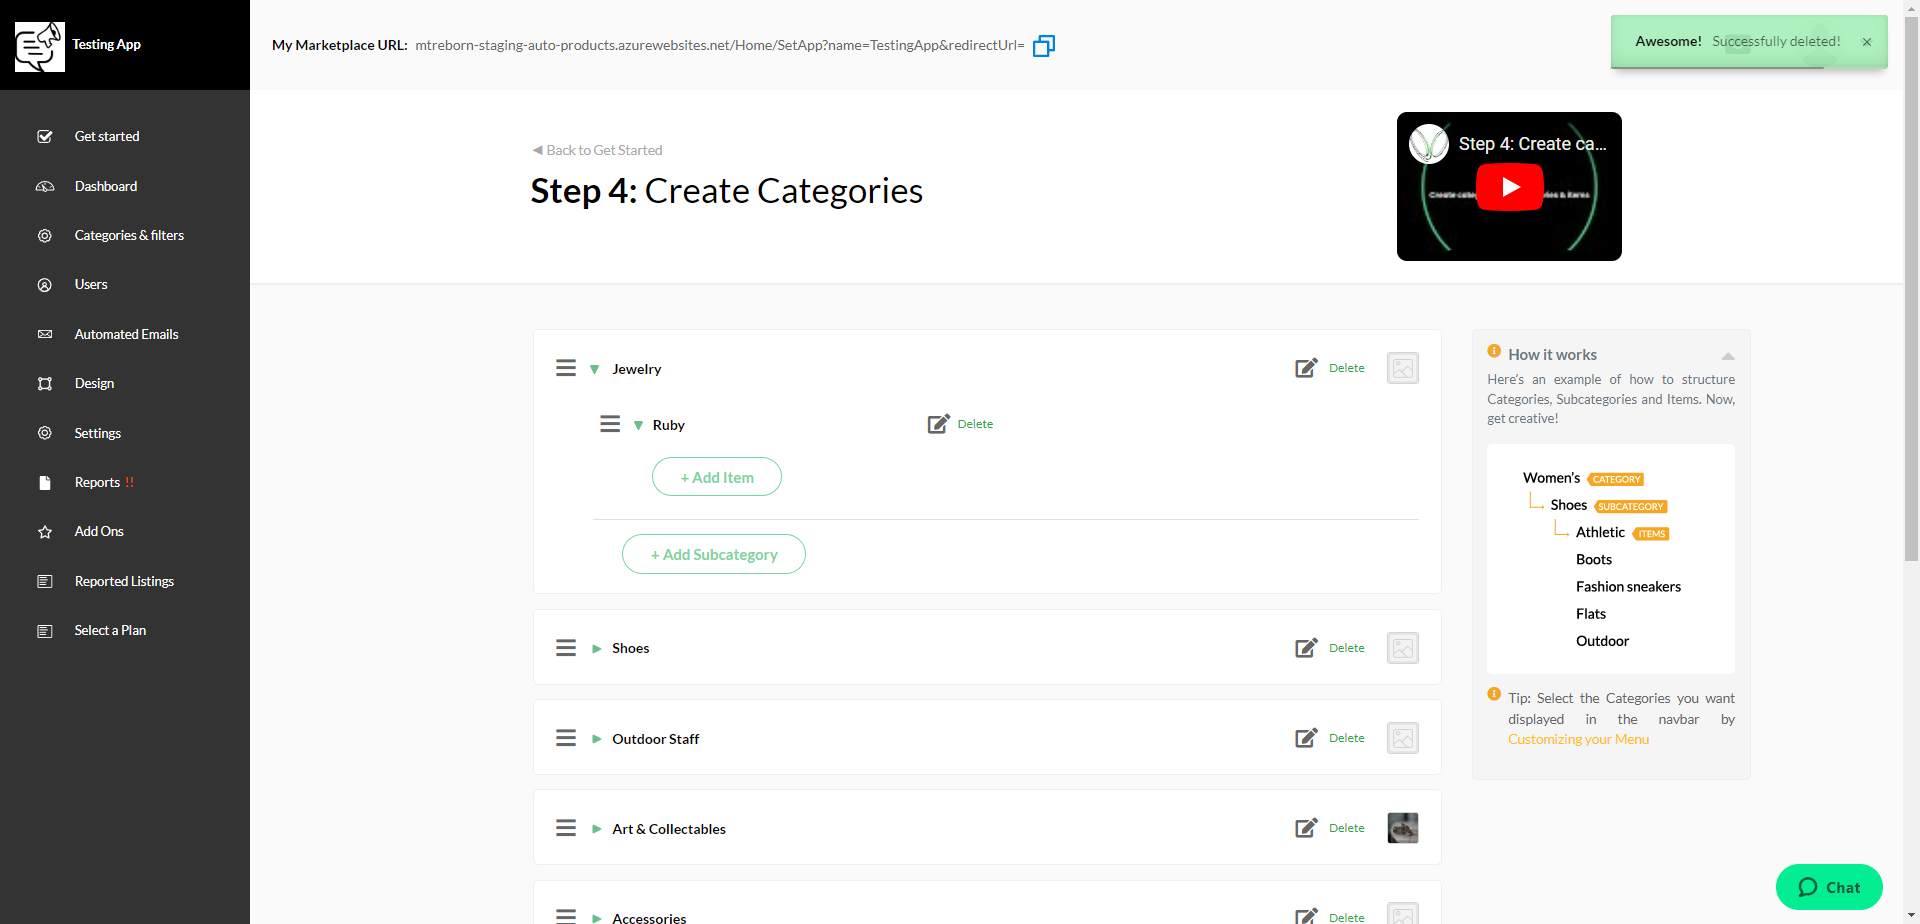 Testing App
My Marketplace URL: mtreborn-staging-auto-products.azurewebsites.net/Home/SetApp?name=TestingApp&redirectUrl=
Awesome! Successfully deleted! ×
Get started
Dashboard
Categories & filters
Users
Automated Emails
Design
Settings
Reports !!
Add Ons
Reported Listings
Select a Plan
◀ Back to Get Started
Step 4: Create Categories
Step 4: Create ca...
Jewelry
Delete
Ruby
Delete
+ Add Item
+ Add Subcategory
Shoes
Delete
Outdoor Staff
Delete
Art & Collectables
Delete
Accessories
Delete
How it works
Here's an example of how to structure
Categories, Subcategories and Items. Now,
get creative!
Women's CATEGORY
Shoes SUBCATEGORY
Athletic ITEMS
Boots
Fashion sneakers
Flats
Outdoor
Tip: Select the Categories you want
displayed in the navbar by
Customizing your Menu
Chat